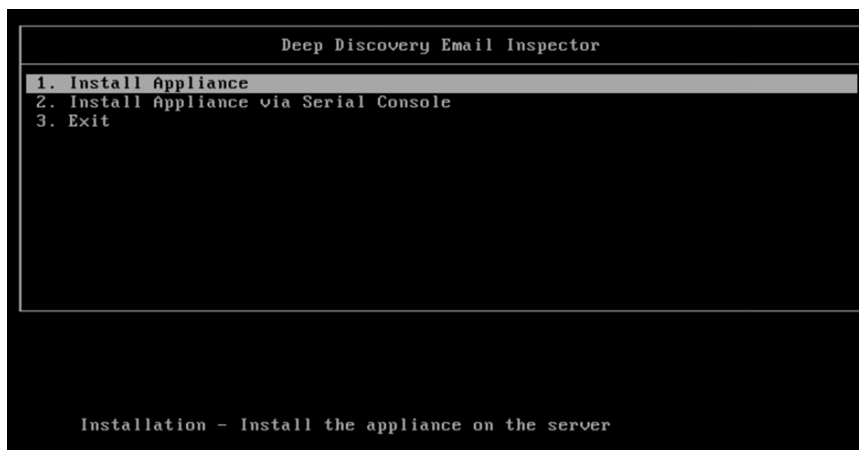 Deep Discovery Email Inspector
1. Install Appliance
2. Install Appliance via Serial Console
3. Exit
Installation - Install the appliance on the server